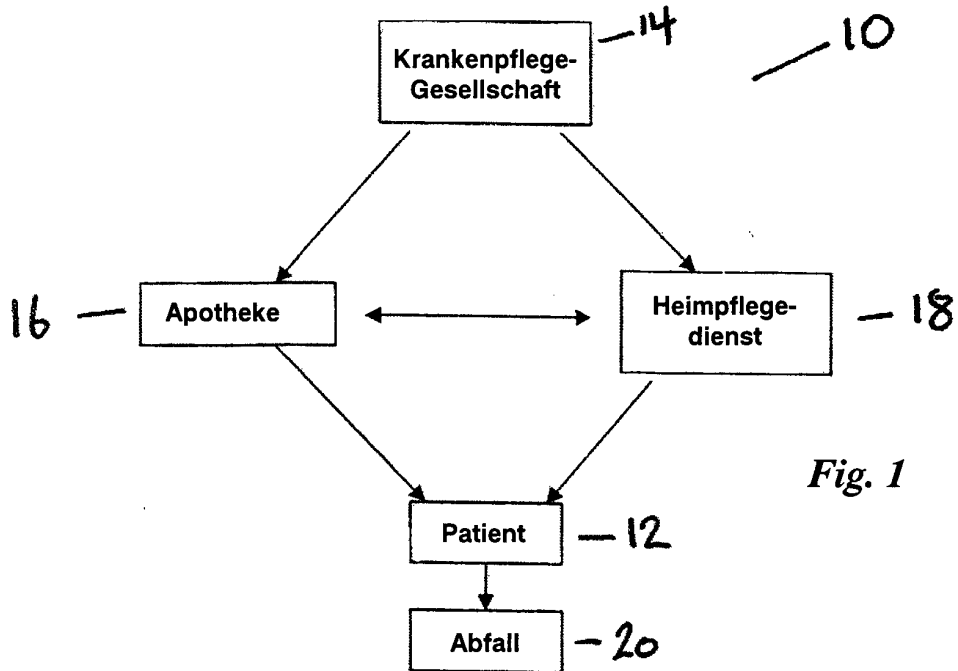 Krankenpflege-
Gesellschaft
14
10
16
Apotheke
Heimpflege-
dienst
18
Fig. 1
Patient
12
Abfall
20